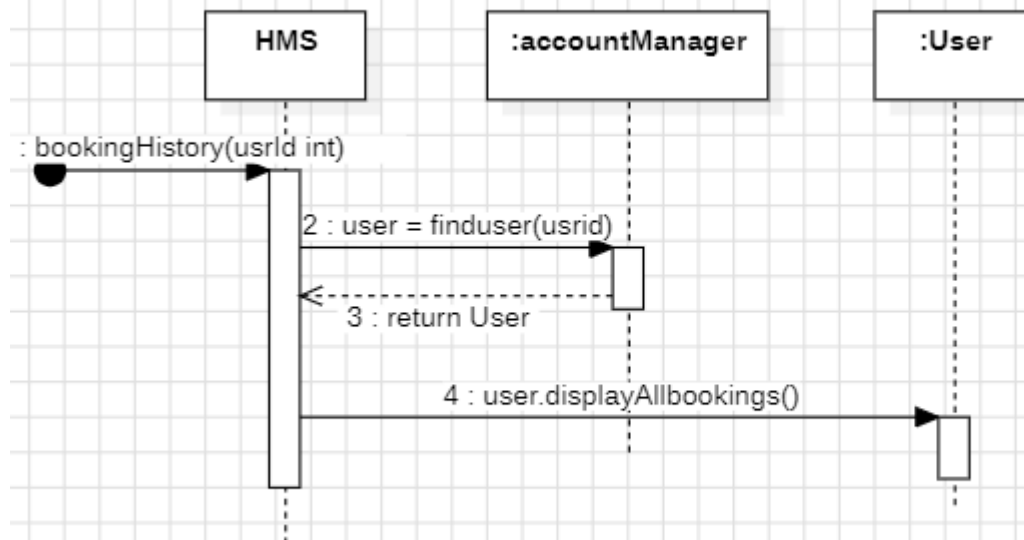 HMS
:accountManager
:User
: bookingHistory(usrId int)
2 : user = finduser(usrid)
3 : return User
4 : user.displayAllbookings()